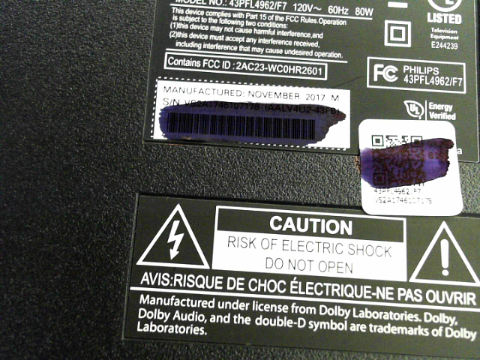 MODEL NO.: 43PFL4962/F7 120V~ 60Hz 80W
This device complies with Part 15 of the FCC Rules. Operation
is subject to the following two conditions:
(1)this device may not cause harmful interference,and
(2)this device must accept any interference received,
including interference that may cause undesired operation.
Contains FCC ID : 2AC23-WC0HR2601
UL
LISTED
Television
Equipment
E244239
FC PHILIPS
43PFL4962/F7
MANUFACTURED: NOVEMBER 2017 M
S/N
UL Energy
Verified
43PFL4962/F7
CAUTION
RISK OF ELECTRIC SHOCK
DO NOT OPEN
AVIS:RISQUE DE CHOC ÉLECTRIQUE-NE PAS OUVRIR
Manufactured under license from Dolby Laboratories. Dolby,
Dolby Audio, and the double-D symbol are trademarks of Dolby
Laboratories.